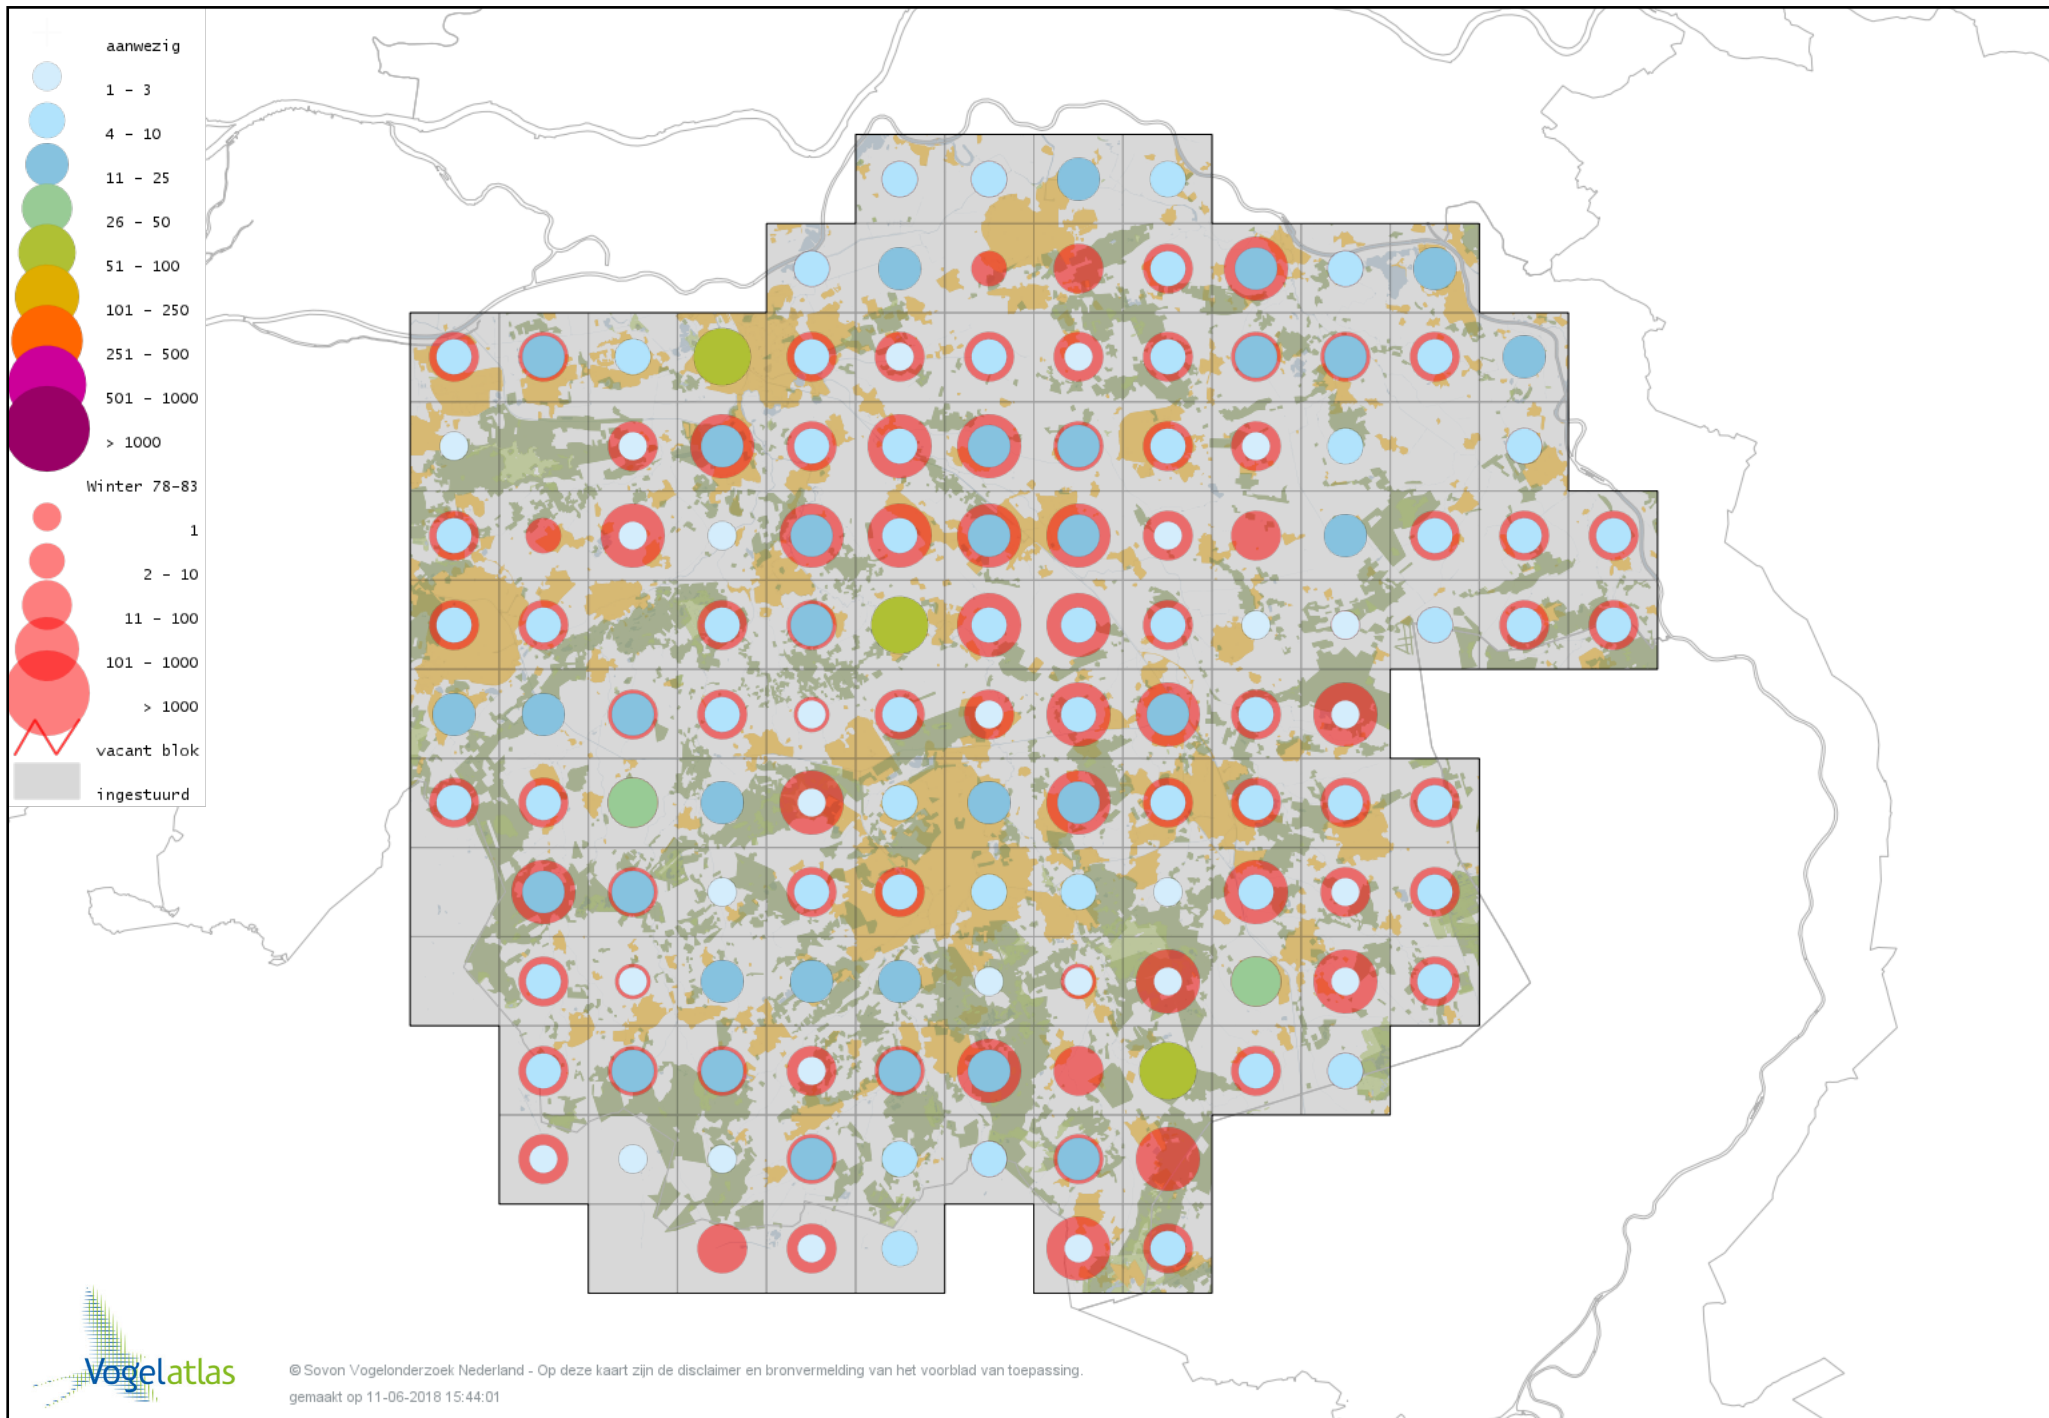 aanwezig
1 - 3
4 - 10
11 - 25
26 - 50
51 - 100
101 - 250
251 - 500
501 - 1000
> 1000
Winter 78-83
1
2 - 10
11 - 100
101 - 1000
> 1000
vacant blok
ingestuurd
Vogelatlas
© Sovon Vogelonderzoek Nederland - Op deze kaart zijn de disclaimer en bronvermelding van het voorblad van toepassing.
gemaakt op 11-06-2018 15:44:01